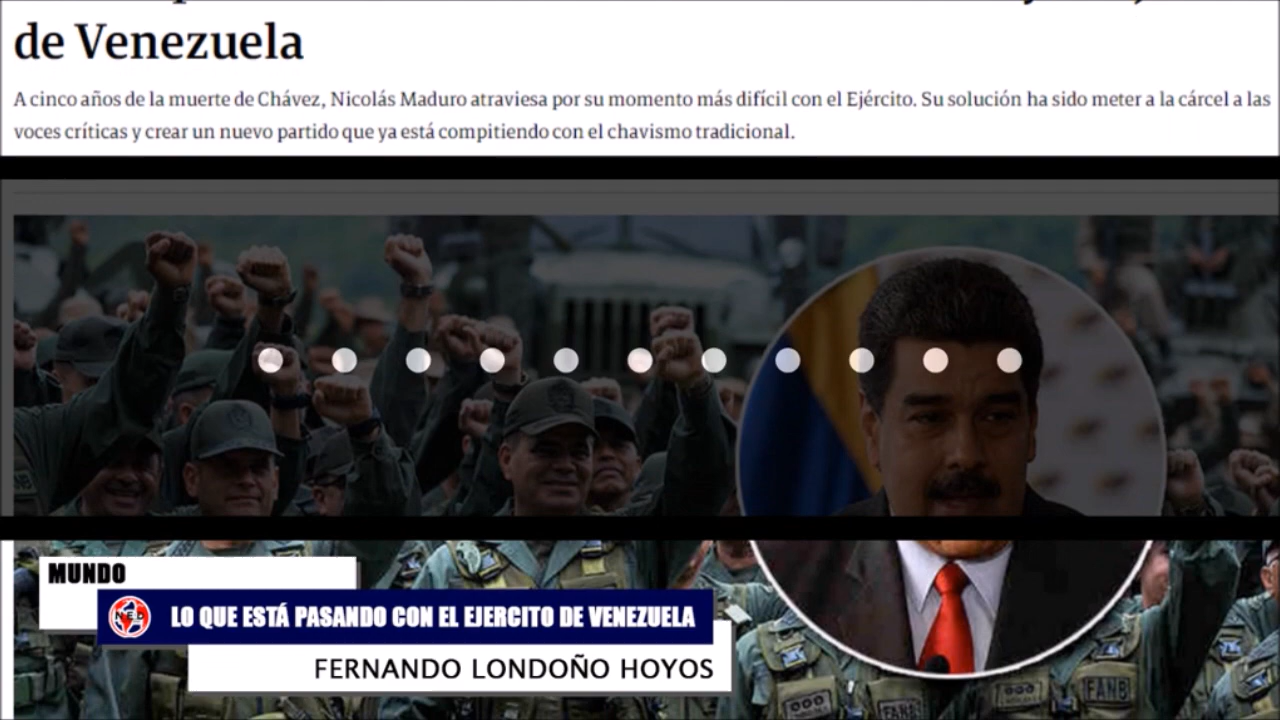 de Venezuela
A cinco años de la muerte de Chávez, Nicolás Maduro atraviesa por su momento más difícil con el Ejército. Su solución ha sido meter a la cárcel a las
voces críticas y crear un nuevo partido que ya está compitiendo con el chavismo tradicional.
MUNDO
LO QUE ESTÁ PASANDO CON EL EJERCITO DE VENEZUELA
FERNANDO LONDOÑO HOYOS
FANB